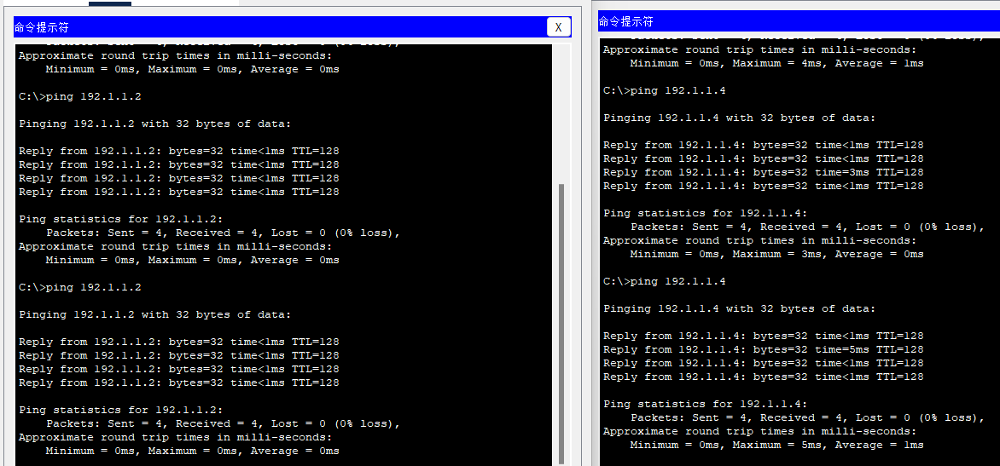 命令提示符
X
Approximate round trip times in milli-seconds:
Minimum = 0ms, Maximum = 0ms, Average = 0ms
C:\>ping 192.1.1.2
Pinging 192.1.1.2 with 32 bytes of data:
Reply from 192.1.1.2: bytes=32 time<1ms TTL=128
Reply from 192.1.1.2: bytes=32 time<1ms TTL=128
Reply from 192.1.1.2: bytes=32 time<1ms TTL=128
Reply from 192.1.1.2: bytes=32 time<1ms TTL=128
Ping statistics for 192.1.1.2:
Packets: Sent = 4, Received = 4, Lost = 0 (0% loss),
Approximate round trip times in milli-seconds:
Minimum = 0ms, Maximum = 0ms, Average = 0ms
C:\>ping 192.1.1.2
Pinging 192.1.1.2 with 32 bytes of data:
Reply from 192.1.1.2: bytes=32 time<1ms TTL=128
Reply from 192.1.1.2: bytes=32 time<1ms TTL=128
Reply from 192.1.1.2: bytes=32 time<1ms TTL=128
Reply from 192.1.1.2: bytes=32 time<1ms TTL=128
Ping statistics for 192.1.1.2:
Packets: Sent = 4, Received = 4, Lost = 0 (0% loss),
Approximate round trip times in milli-seconds:
Minimum = 0ms, Maximum = 0ms, Average = 0ms
命令提示符
Approximate round trip times in milli-seconds:
Minimum = 0ms, Maximum = 4ms, Average = 1ms
C:\>ping 192.1.1.4
Pinging 192.1.1.4 with 32 bytes of data:
Reply from 192.1.1.4: bytes=32 time<1ms TTL=128
Reply from 192.1.1.4: bytes=32 time<1ms TTL=128
Reply from 192.1.1.4: bytes=32 time=3ms TTL=128
Reply from 192.1.1.4: bytes=32 time<1ms TTL=128
Ping statistics for 192.1.1.4:
Packets: Sent = 4, Received = 4, Lost = 0 (0% loss),
Approximate round trip times in milli-seconds:
Minimum = 0ms, Maximum = 3ms, Average = 0ms
C:\>ping 192.1.1.4
Pinging 192.1.1.4 with 32 bytes of data:
Reply from 192.1.1.4: bytes=32 time<1ms TTL=128
Reply from 192.1.1.4: bytes=32 time=5ms TTL=128
Reply from 192.1.1.4: bytes=32 time<1ms TTL=128
Reply from 192.1.1.4: bytes=32 time<1ms TTL=128
Ping statistics for 192.1.1.4:
Packets: Sent = 4, Received = 4, Lost = 0 (0% loss),
Approximate round trip times in milli-seconds:
Minimum = 0ms, Maximum = 5ms, Average = 1ms